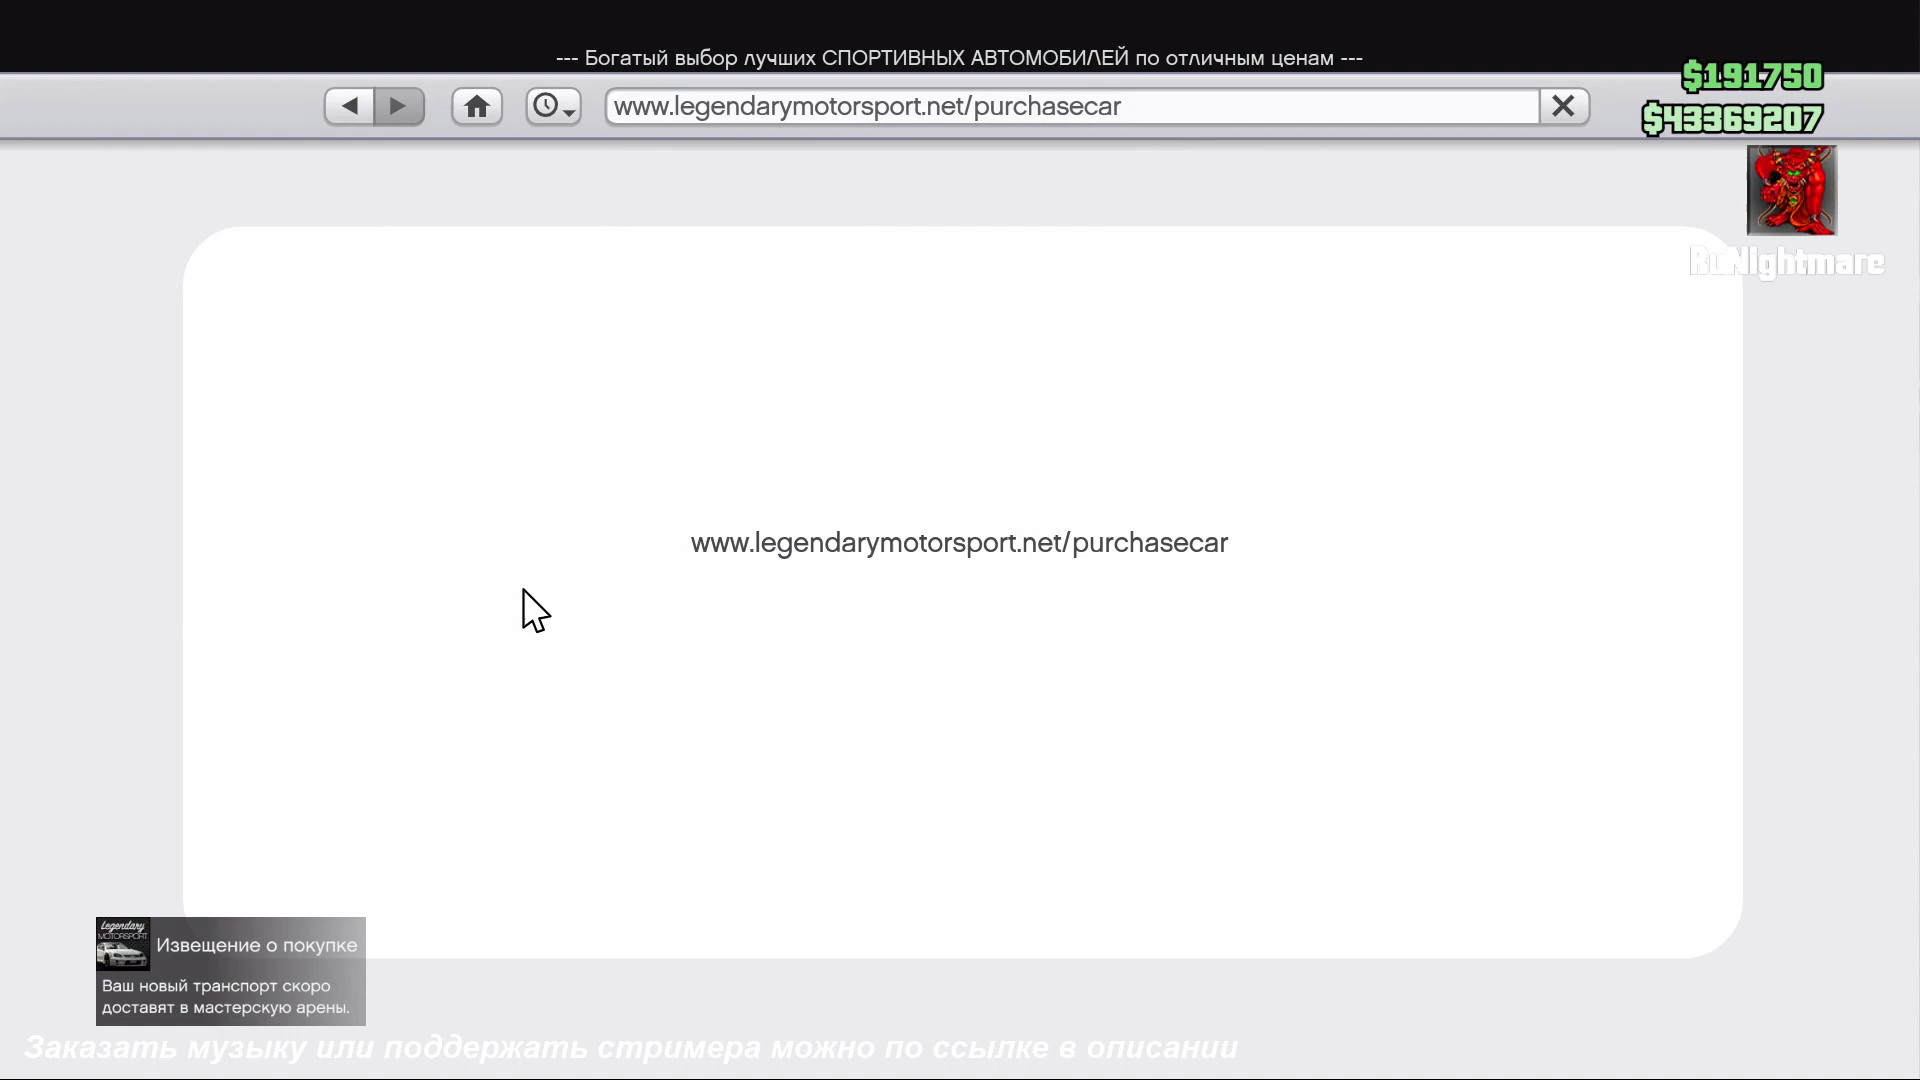 --- Богатый выбор лучших СПОРТИВНЫХ АВТОМОБИЛЕЙ по отличным ценам ---
$191750
www.legendarymotorsport.net/purchasecar
$43369207
RuNightmare
www.legendarymotorsport.net/purchasecar
Legendary
MOTORSPORT
Извещение о покупке
Ваш новый транспорт скоро
доставят в мастерскую арены.
Заказать музыку или поддержать стримера можно по ссылке в описании